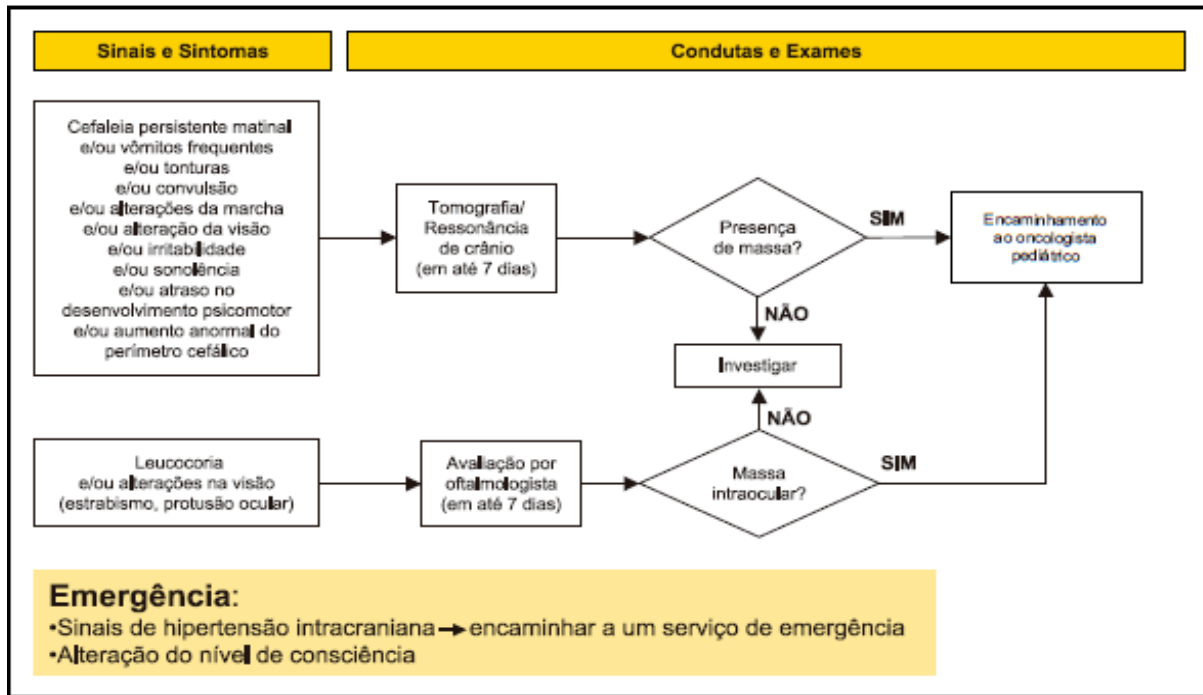 Sinais e Sintomas
Condutas e Exames
Cefaleia persistente matinal
e/ou vômitos frequentes
e/ou tonturas
e/ou convulsão
e/ou alterações da marcha
e/ou alteração da visão
e/ou irritabilidade
e/ou sonolência
e/ou atraso no
desenvolvimento psicomotor
e/ou aumento anormal do
perímetro cefálico
Tomografia/
Ressonância
de crânio
(em até 7 dias)
Presença
de massa?
SIM
Encaminhamento
ao oncologista
pediátrico
NÃO
Investigar
NÃO
Leucocoria
e/ou alterações na visão
(estrabismo, protusão ocular)
Avaliação por
oftalmologista
(em até 7 dias)
Massa
intraocular?
SIM
Emergência:
•Sinais de hipertensão intracraniana → encaminhar a um serviço de emergência
•Alteração do nível de consciência